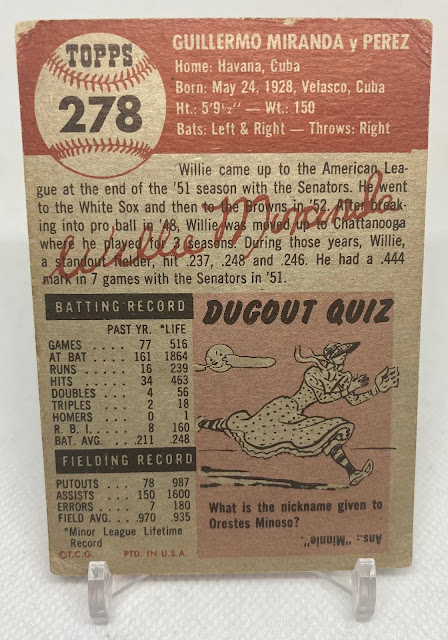 TOPPS
278
GUILLERMO MIRANDA y PEREZ
Home: Havana, Cuba
Born: May 24, 1928, Velasco, Cuba
Ht.: 5'9½" — Wt.: 150
Bats: Left & Right — Throws: Right
Willie came up to the American Lea-
gue at the end of the '51 season with the Senators. He went
to the White Sox and then to the Browns in '52. After break-
ing into pro ball in '48, Willie was moved up to Chattanooga
where he played for 3 seasons. During those years, Willie,
a standout fielder, hit .237, .248 and .246. He had a .444
mark in 7 games with the Senators in '51.
Willie Miranda
BATTING RECORD
PAST YR. *LIFE
GAMES . . . . 77 516
AT BAT . . . . 161 1864
RUNS . . . . . 16 239
HITS . . . . . 34 463
DOUBLES . . . 4 56
TRIPLES . . . 2 18
HOMERS . . . 0 1
R. B. I. . . . . 8 160
BAT. AVG. . . .211 .248
FIELDING RECORD
PUTOUTS . . . 78 987
ASSISTS . . . 150 1600
ERRORS . . . . 7 180
FIELD AVG. . . .970 .935
*Minor League Lifetime
Record
©T.C.G. PTD. IN U.S.A.
DUGOUT QUIZ
What is the nickname given to
Orestes Minoso?
Ans.: "Minnie".